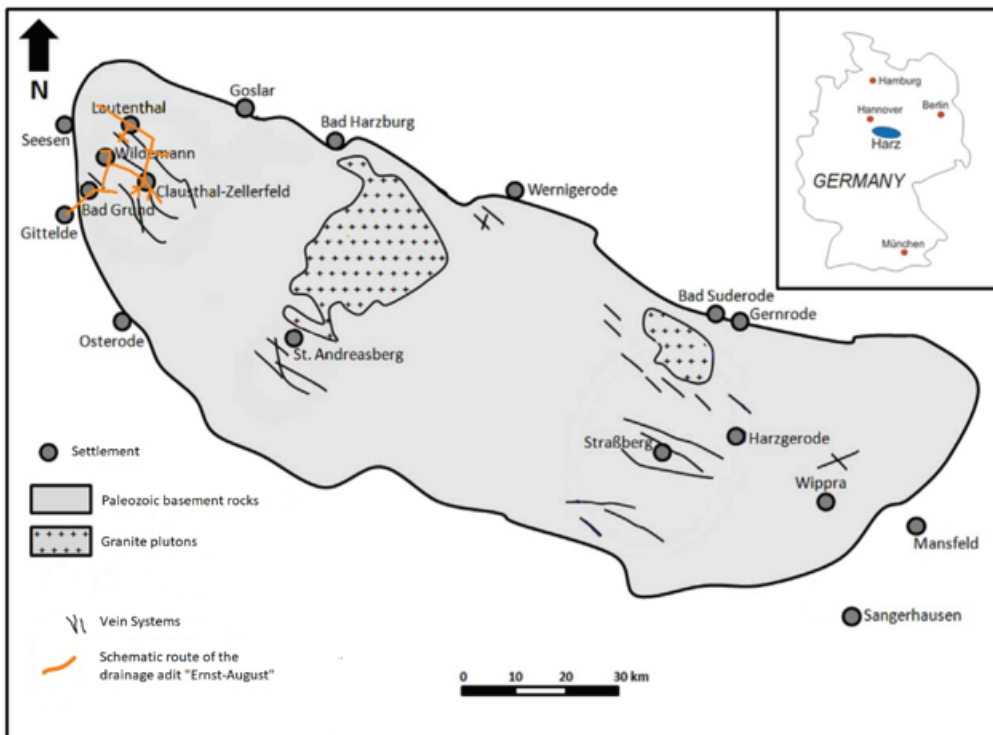 N
Lautenthal
Seesen
Wildemann
Clausthal-Zellerfeld
Bad Grund
Gittelde
Goslar
Bad Harzburg
Wernigerode
Osterode
St. Andreasberg
Bad Suderode
Gernrode
Straßberg
Harzgerode
Wippra
Mansfeld
Sangerhausen
Hamburg
Hannover
Berlin
Harz
GERMANY
München
Settlement
Paleozoic basement rocks
Granite plutons
Vein Systems
Schematic route of the
drainage adit "Ernst-August"
0 10 20 30 km